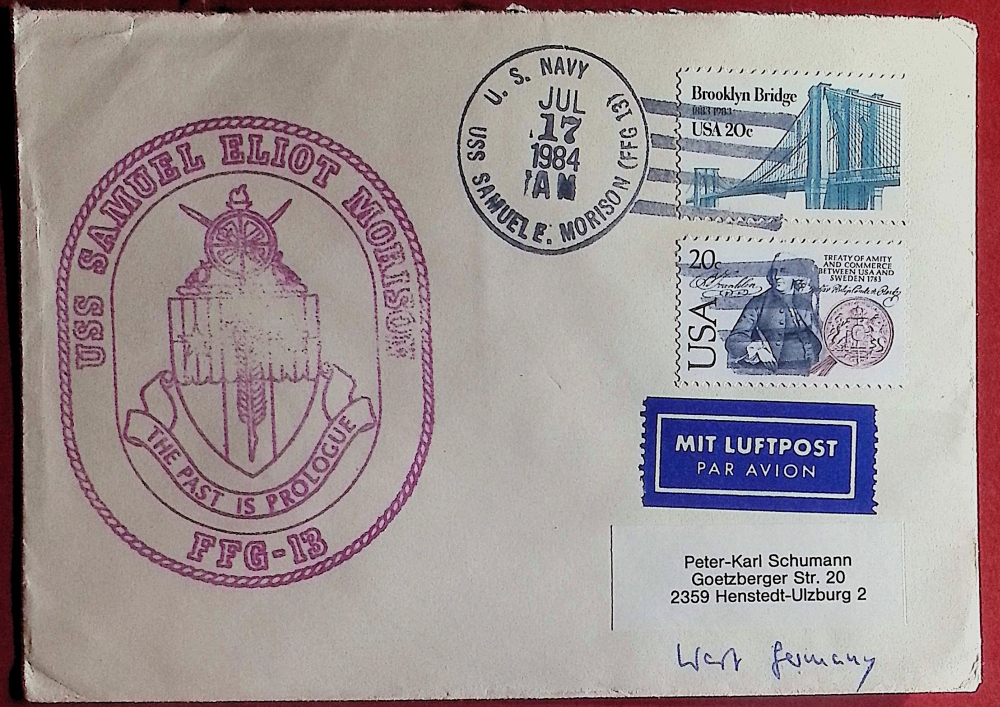 USS SAMUEL ELIOT MORISON
THE PAST IS PROLOGUE
FFG-13
U. S. NAVY
JUL
17
1984
AM
USS SAMUEL E. MORISON (FFG 13)
Brooklyn Bridge
1883 1983
USA 20c
20c
USA
B Franklin
TREATY OF AMITY
AND COMMERCE
BETWEEN USA AND
SWEDEN 1783
MIT LUFTPOST
PAR AVION
Peter-Karl Schumann
Goetzberger Str. 20
2359 Henstedt-Ulzburg 2
West Germany